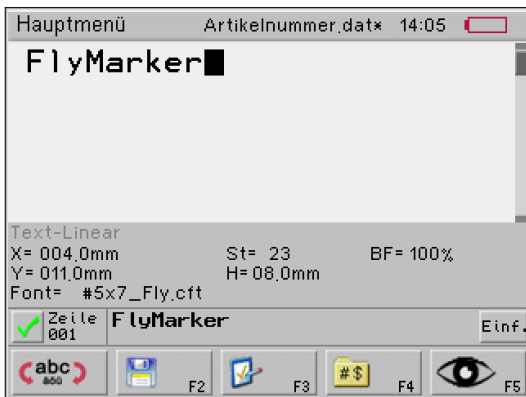 Hauptmenü Artikelnummer.dat* 14:05
FlyMarker
Text-Linear
X= 004.0mm St= 23 BF= 100%
Y= 011.0mm H= 08.0mm
Font= #5x7_Fly.cft
Zeile 001 FlyMarker Einf.
abc F2 F3 #$ F4 F5